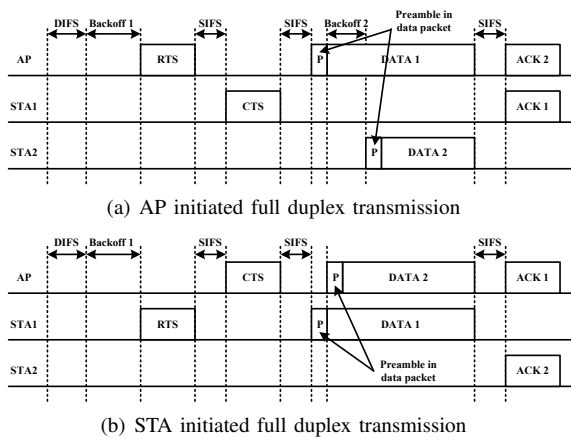 Preamble in
data packet
DIFS Backoff 1 SIFS SIFS Backoff 2 SIFS
AP RTS P DATA 1 ACK 2
STA1 CTS ACK 1
STA2 P DATA 2
(a) AP initiated full duplex transmission
DIFS Backoff 1 SIFS SIFS SIFS
AP CTS P DATA 2 ACK 1
STA1 RTS P DATA 1
Preamble in
data packet
STA2 ACK 2
(b) STA initiated full duplex transmission